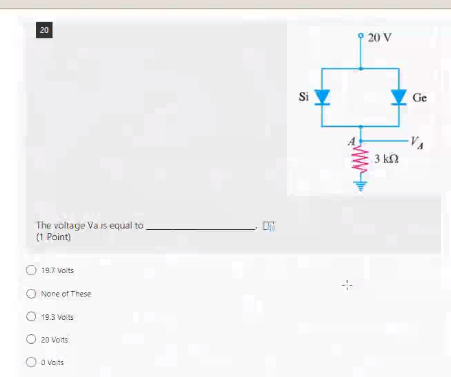 20
20 V
Si
Ge
A
V_A
3 kΩ
The voltage Va is equal to ____________________.
(1 Point)
19.7 Volts
None of These
19.3 Volts
20 Volts
0 Volts